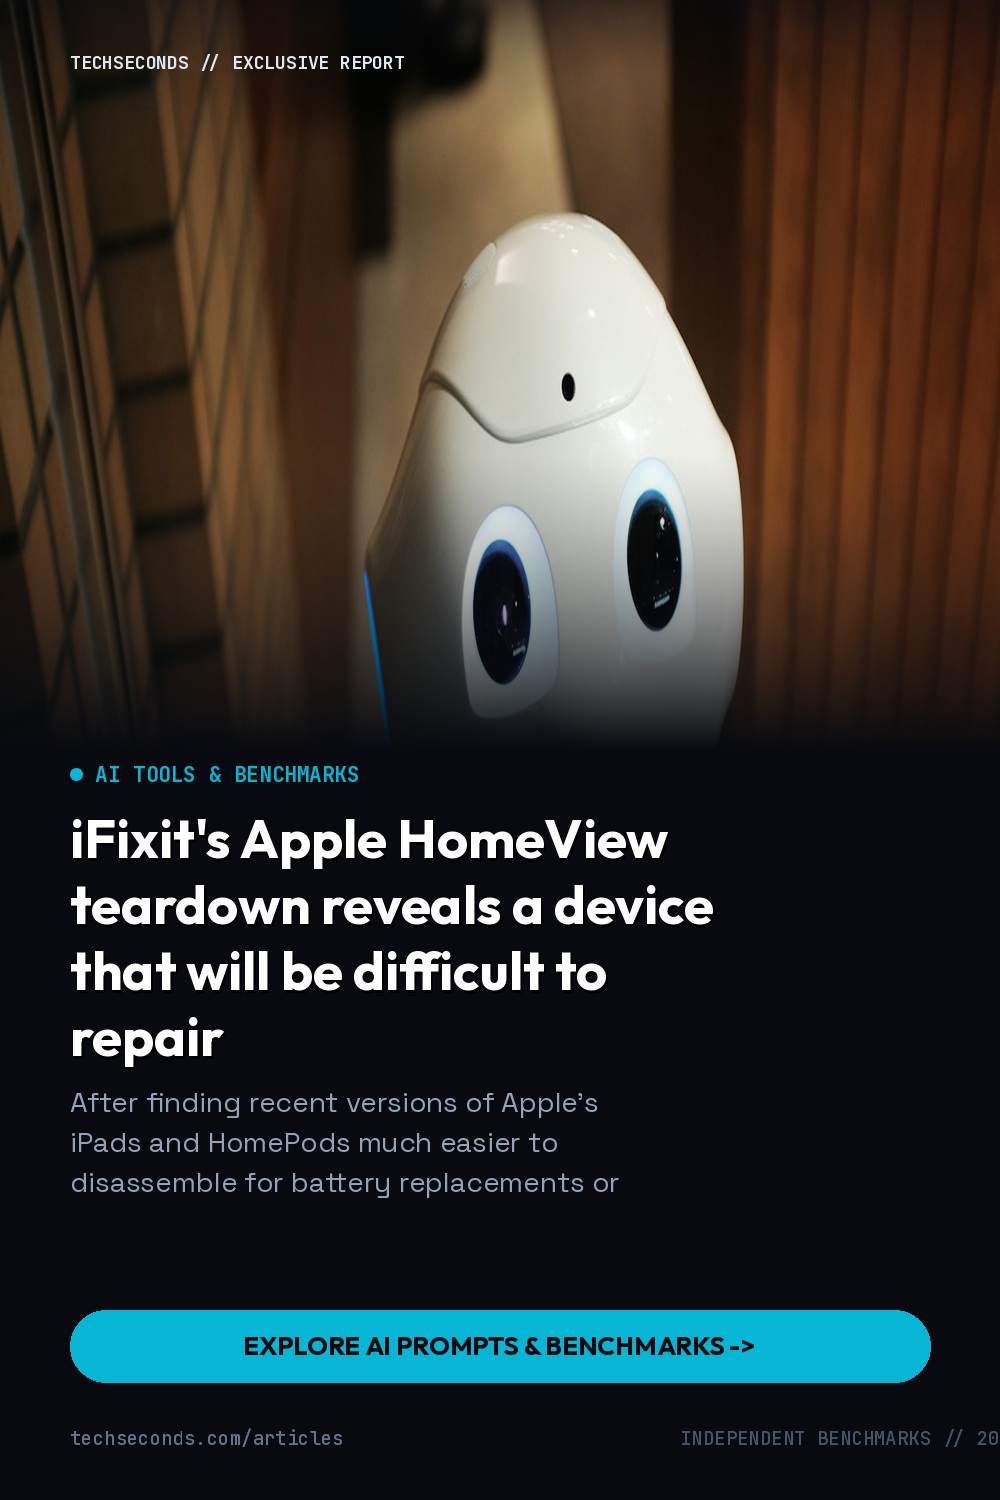 TECHSECONDS // EXCLUSIVE REPORT
AI TOOLS & BENCHMARKS
iFixit's Apple HomeView
teardown reveals a device
that will be difficult to
repair
After finding recent versions of Apple’s
iPads and HomePods much easier to
disassemble for battery replacements or
EXPLORE AI PROMPTS & BENCHMARKS ->
techseconds.com/articles
INDEPENDENT BENCHMARKS // 20